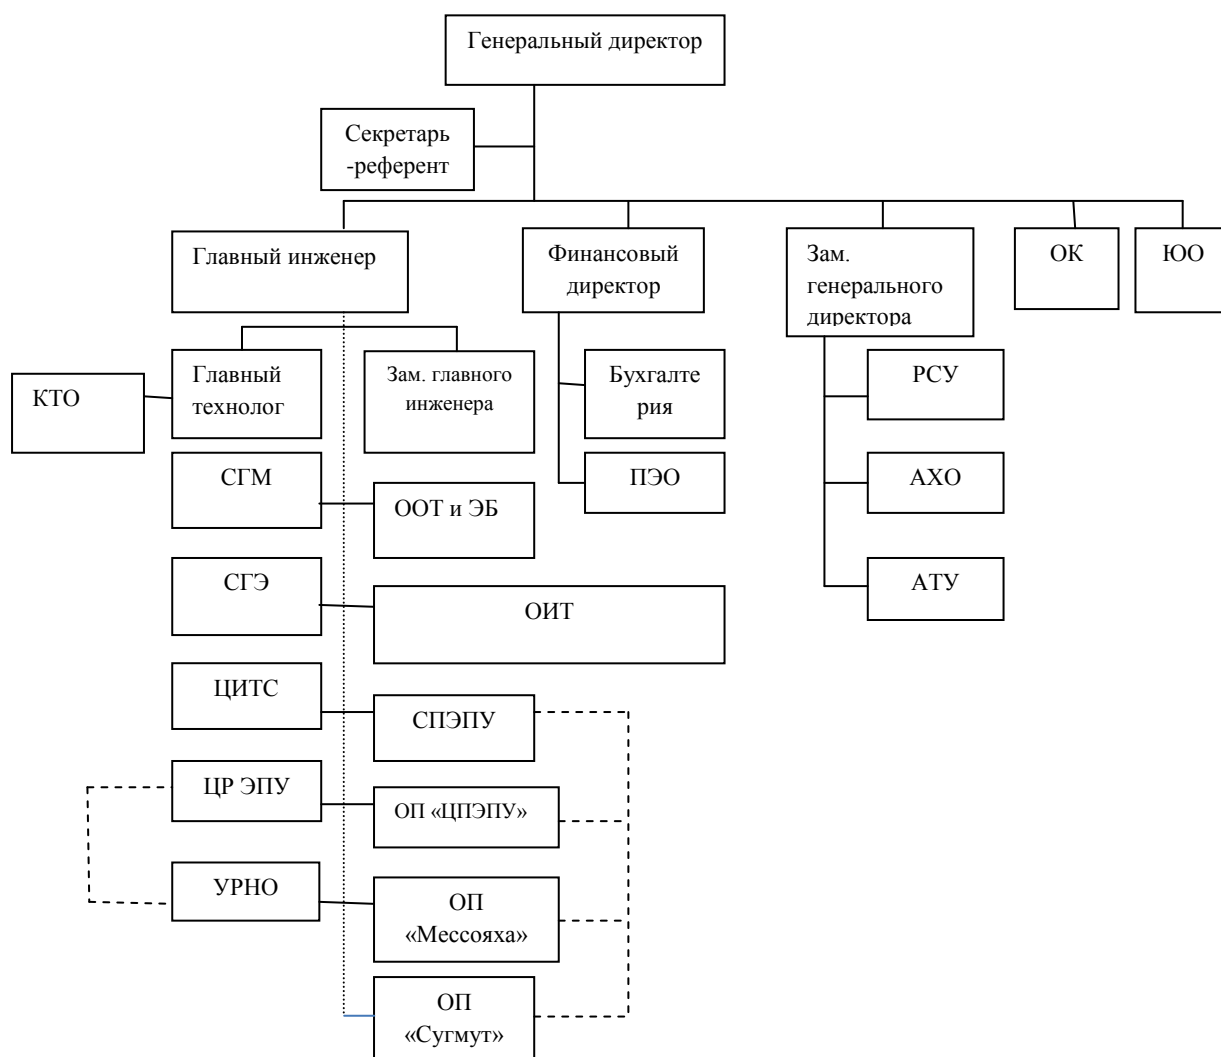 Генеральный директор
Секретарь
-референт
Главный инженер
Финансовый
директор
Зам.
генерального
директора
ОК
ЮО
КТО
Главный
технолог
Зам. главного
инженера
Бухгалте
рия
РСУ
СГМ
ООТ и ЭБ
ПЭО
АХО
СГЭ
ОИТ
АТУ
ЦИТС
СПЭПУ
ЦР ЭПУ
ОП «ЦПЭПУ»
УРНО
ОП
«Мессояха»
ОП
«Сугмут»